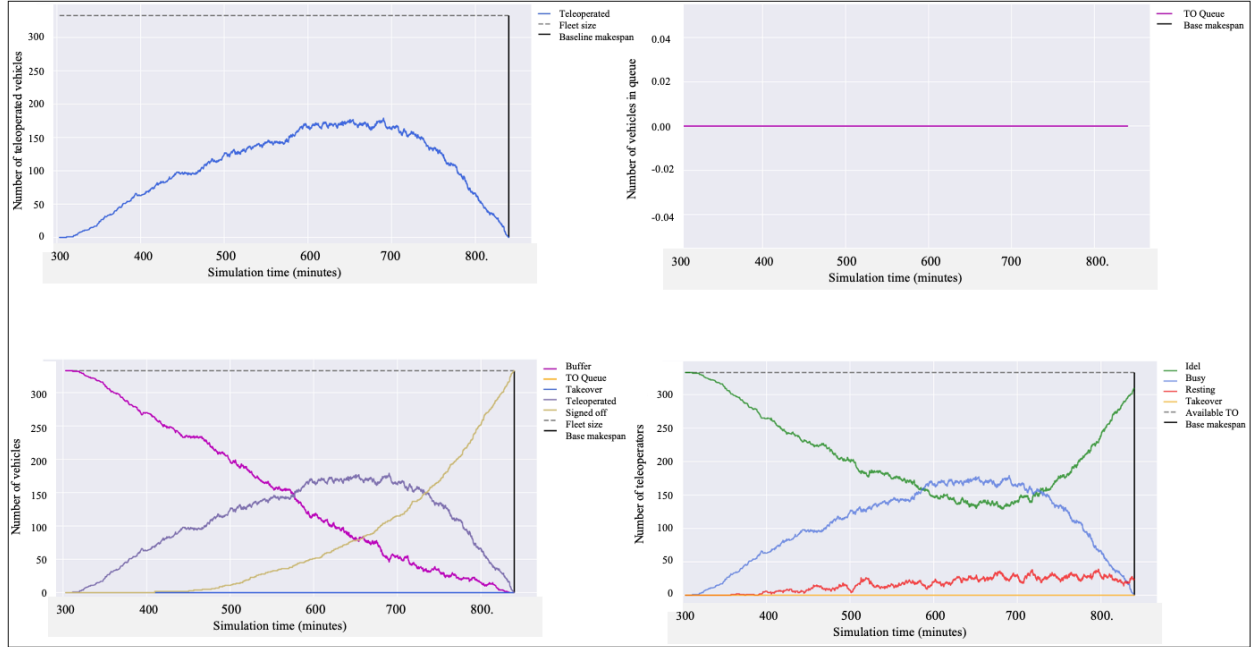 Number of teleoperated vehicles
300
250
200
150
100
50
0
300 400 500 600 700 800.
Simulation time (minutes)
Teleoperated
Fleet size
Baseline makespan
Number of vehicles in queue
0.04
0.02
0.00
-0.02
-0.04
300 400 500 600 700 800.
Simulation time (minutes)
TO Queue
Base makespan
Number of vehicles
300
250
200
150
100
50
0
300 400 500 600 700 800.
Simulation time (minutes)
Buffer
TO Queue
Takeover
Teleoperated
Signed off
Fleet size
Base makespan
Number of teleoperators
300
250
200
150
100
50
0
300 400 500 600 700 800.
Simulation time (minutes)
Idel
Busy
Resting
Takeover
Available TO
Base makespan